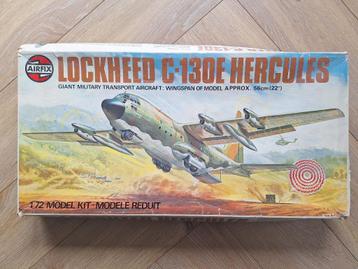 AIRFIX
LOCKHEED C-130E HERCULES
GIANT MILITARY TRANSPORT AIRCRAFT: WINGSPAN OF MODEL APPROX. 56cm (22")
1:72 MODEL KIT-MODELE REDUIT